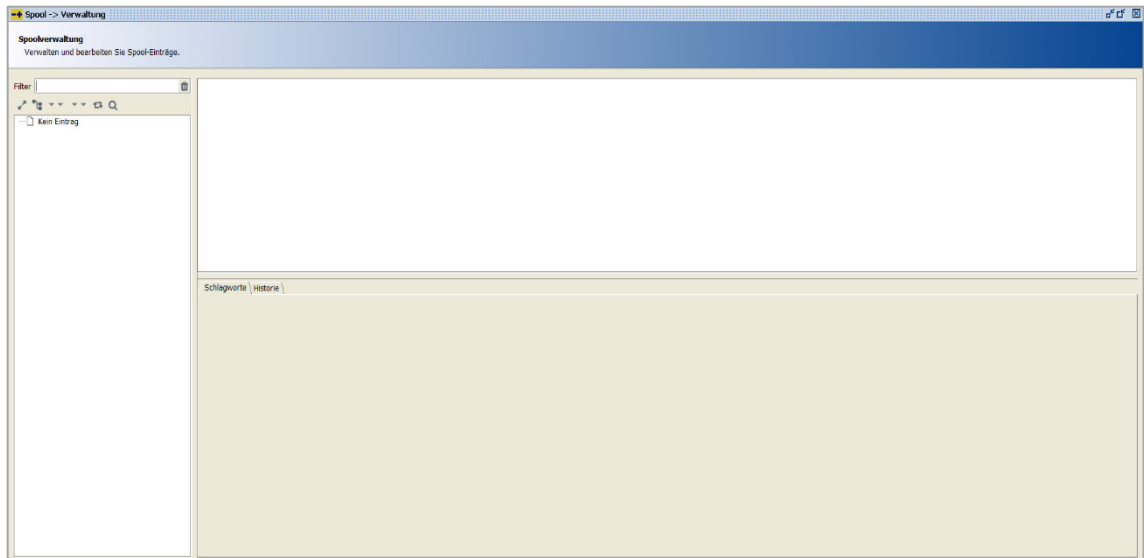 Spool -> Verwaltung
Spoolverwaltung
Verwalten und bearbeiten Sie Spool-Einträge.
Filter
Kein Eintrag
Schlagworte
Historie